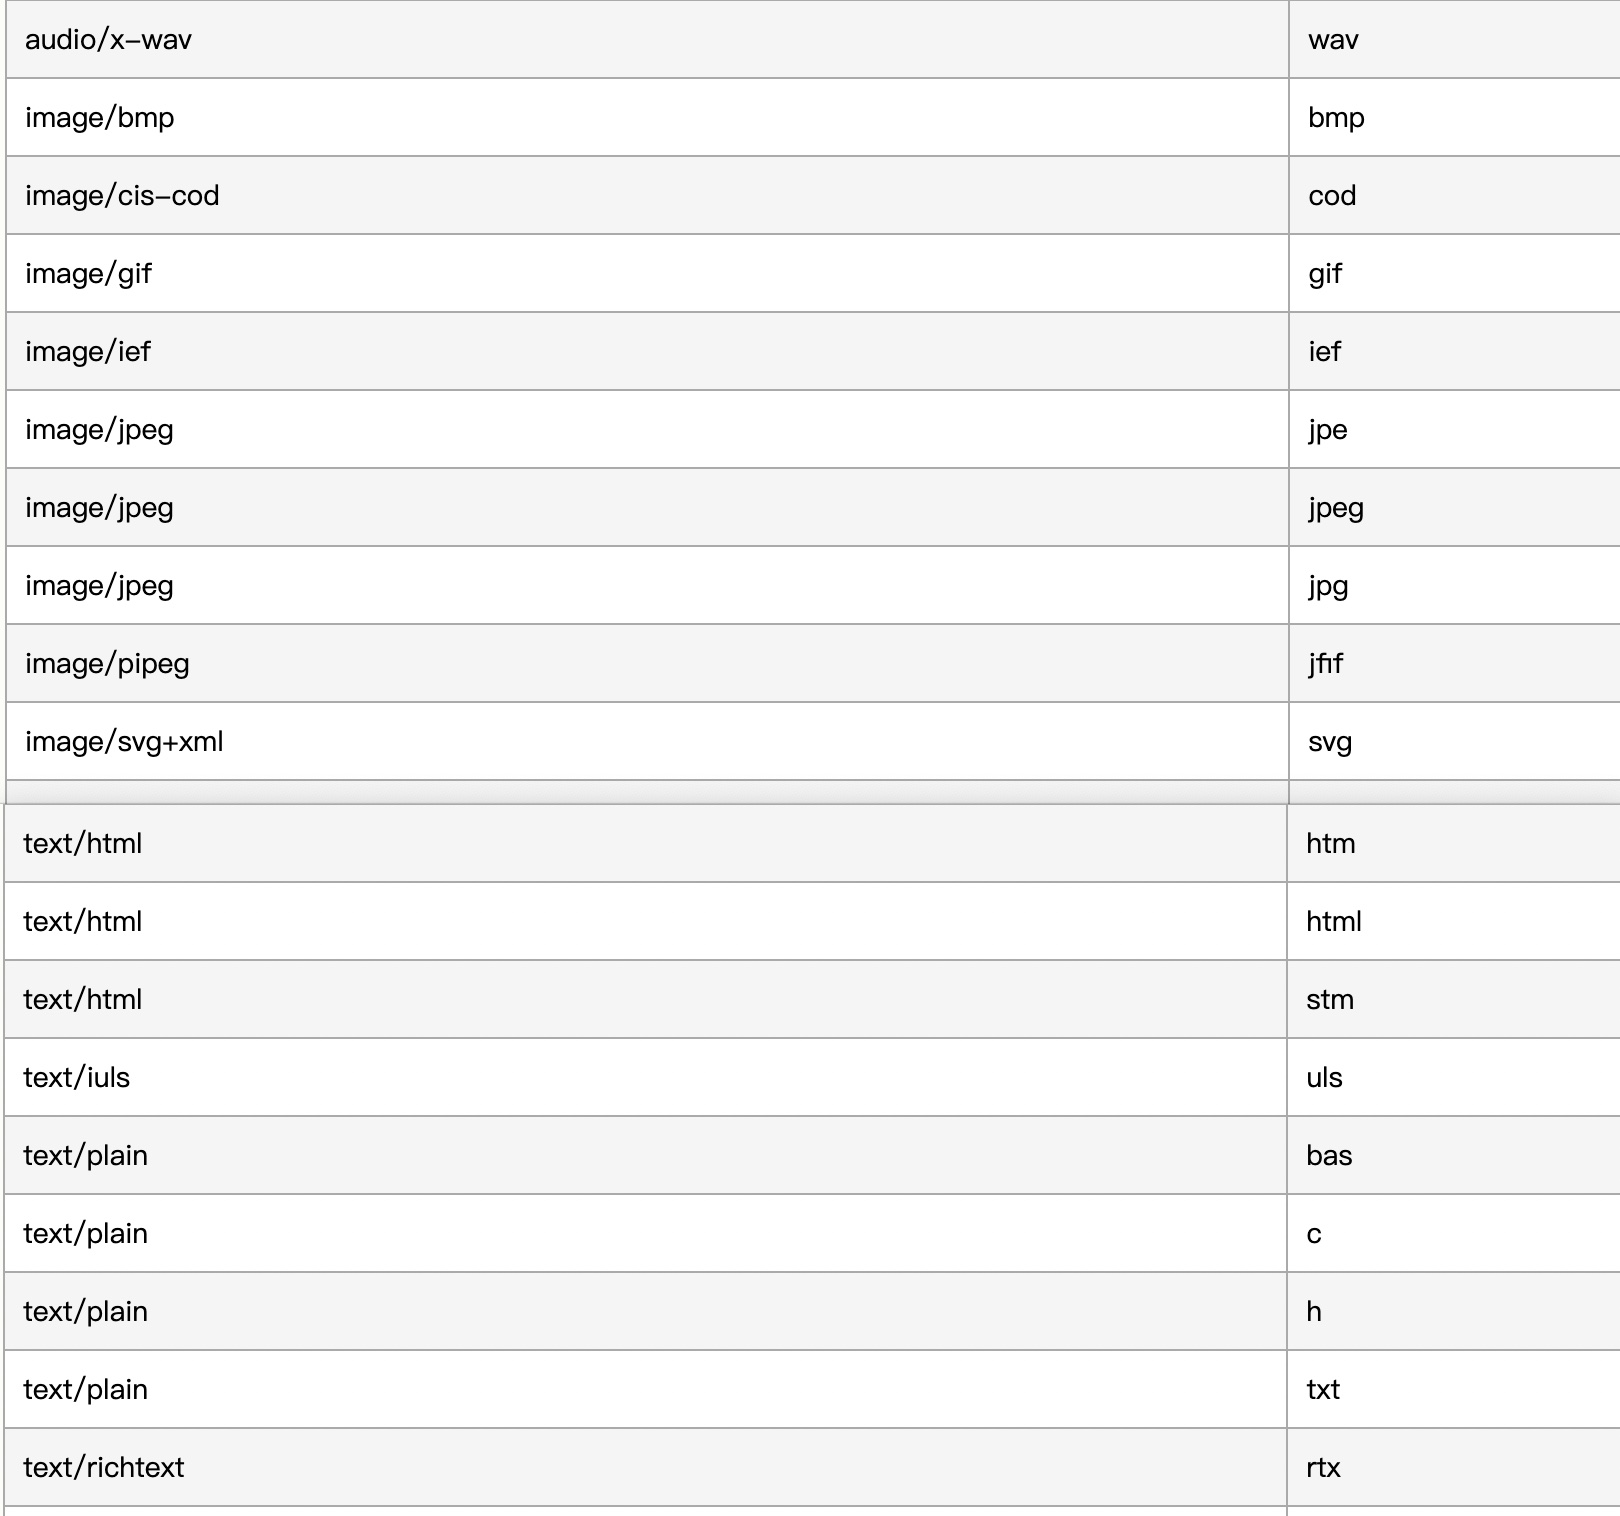 audio/x-wav wav
image/bmp bmp
image/cis-cod cod
image/gif gif
image/ief ief
image/jpeg jpe
image/jpeg jpeg
image/jpeg jpg
image/pipeg jfif
image/svg+xml svg
text/html htm
text/html html
text/html stm
text/iuls uls
text/plain bas
text/plain c
text/plain h
text/plain txt
text/richtext rtx